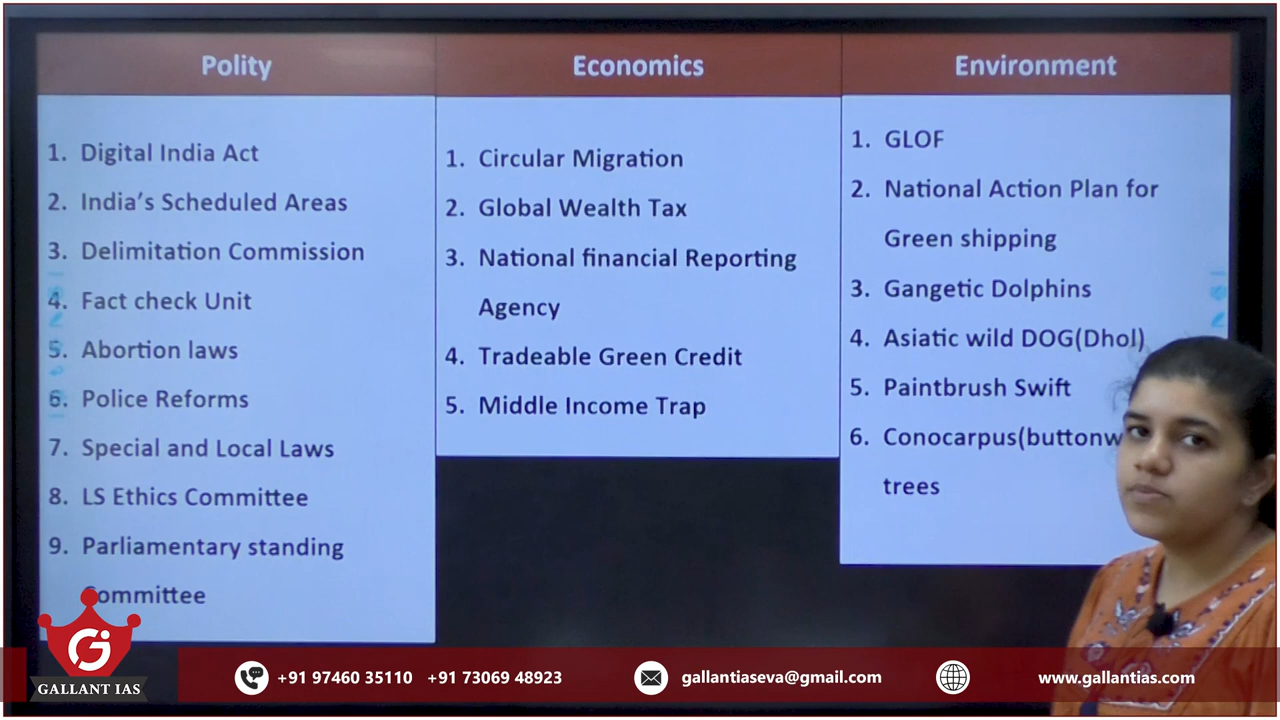 Polity
1. Digital India Act
2. India's Scheduled Areas
3. Delimitation Commission
4. Fact check Unit
5. Abortion laws
6. Police Reforms
7. Special and Local Laws
8. LS Ethics Committee
9. Parliamentary standing
Committee
Economics
1. Circular Migration
2. Global Wealth Tax
3. National financial Reporting
Agency
4. Tradeable Green Credit
5. Middle Income Trap
Environment
1. GLOF
2. National Action Plan for
Green shipping
3. Gangetic Dolphins
4. Asiatic wild DOG(Dhol)
5. Paintbrush Swift
6. Conocarpus(buttonw
trees
GALLANT IAS
+91 97460 35110 +91 73069 48923
gallantiaseva@gmail.com
www.gallantias.com